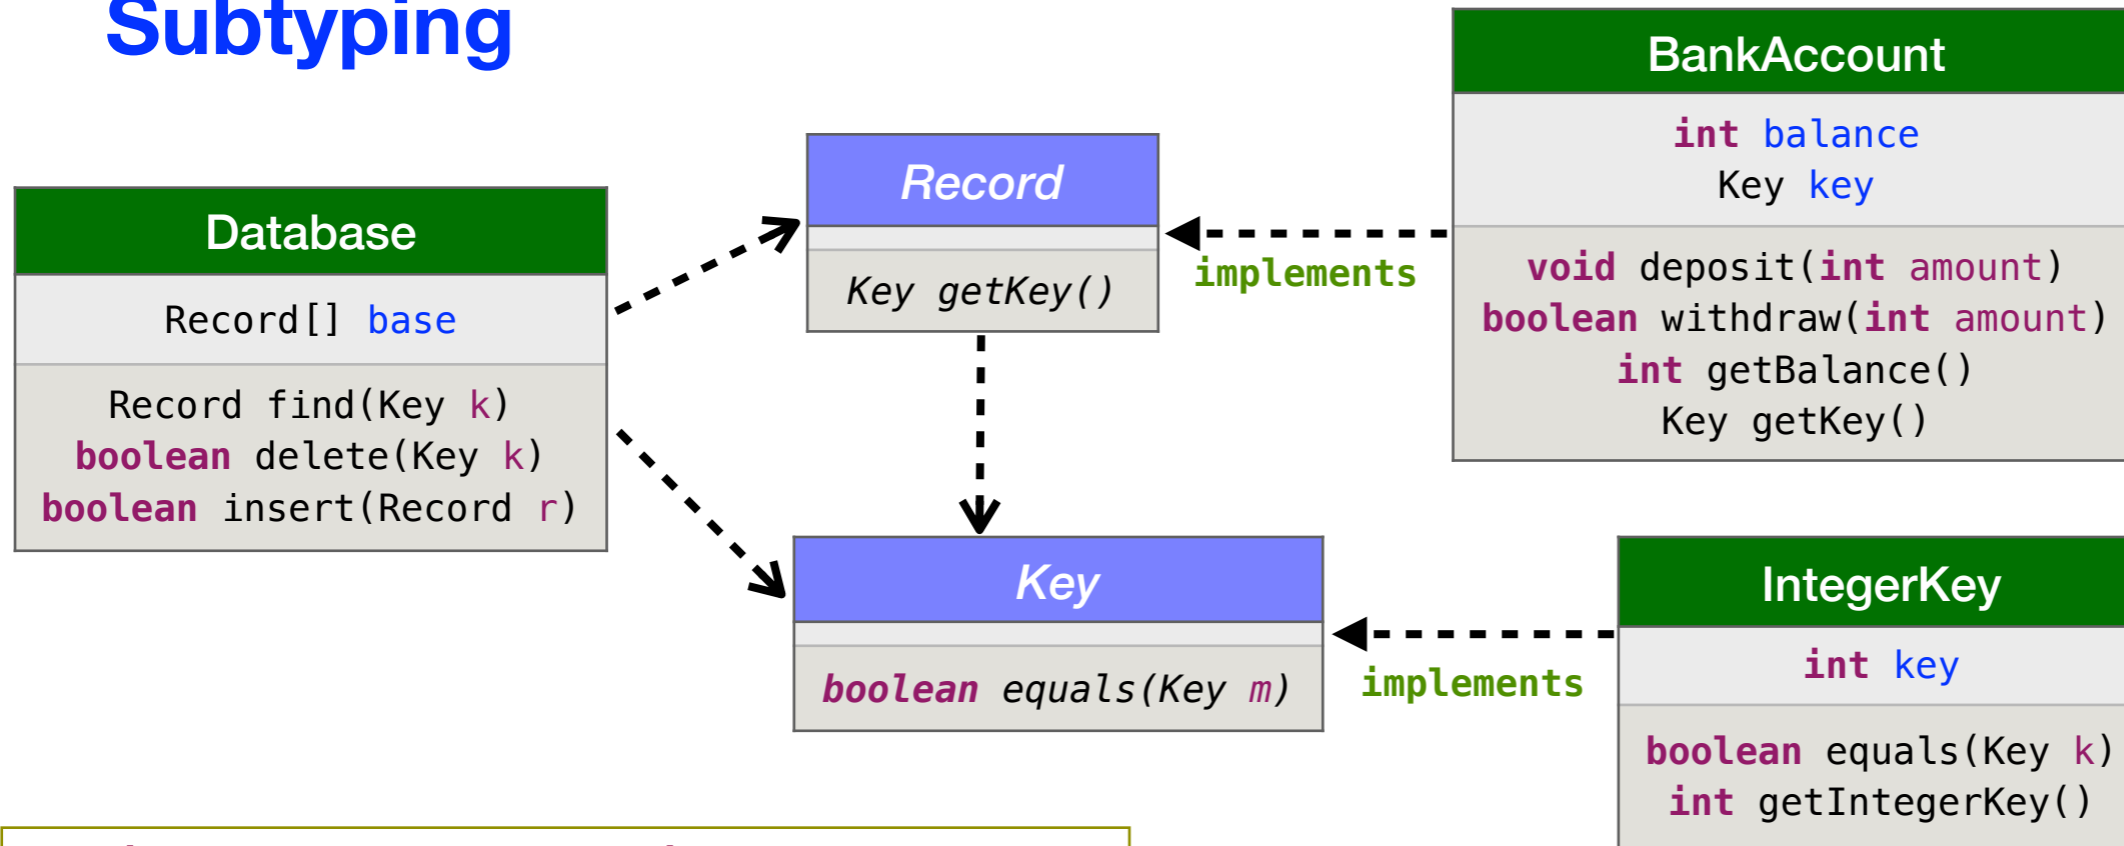 Subtyping
Database
Record[] base
Record find(Key k)
boolean delete(Key k)
boolean insert(Record r)
Record
Key getKey()
implements
BankAccount
int balance
Key key
void deposit(int amount)
boolean withdraw(int amount)
int getBalance()
Key getKey()
Key
boolean equals(Key m)
implements
IntegerKey
int key
boolean equals(Key k)
int getIntegerKey()